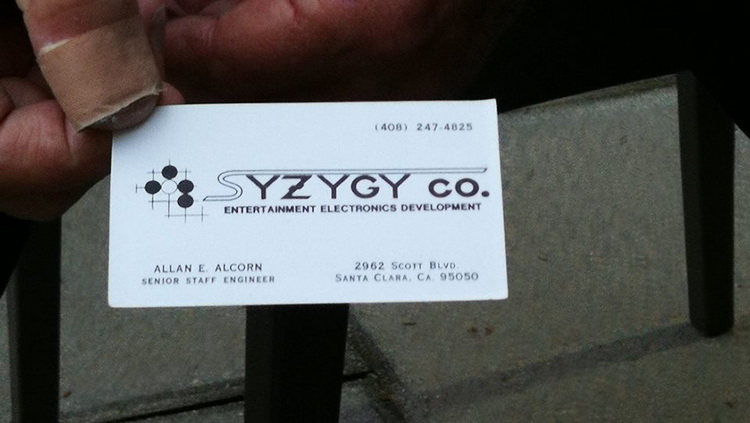 (408) 247-4825
SYZYGY CO.
ENTERTAINMENT ELECTRONICS DEVELOPMENT
ALLAN E. ALCORN
SENIOR STAFF ENGINEER
2962 SCOTT BLVD.
SANTA CLARA, CA. 95050